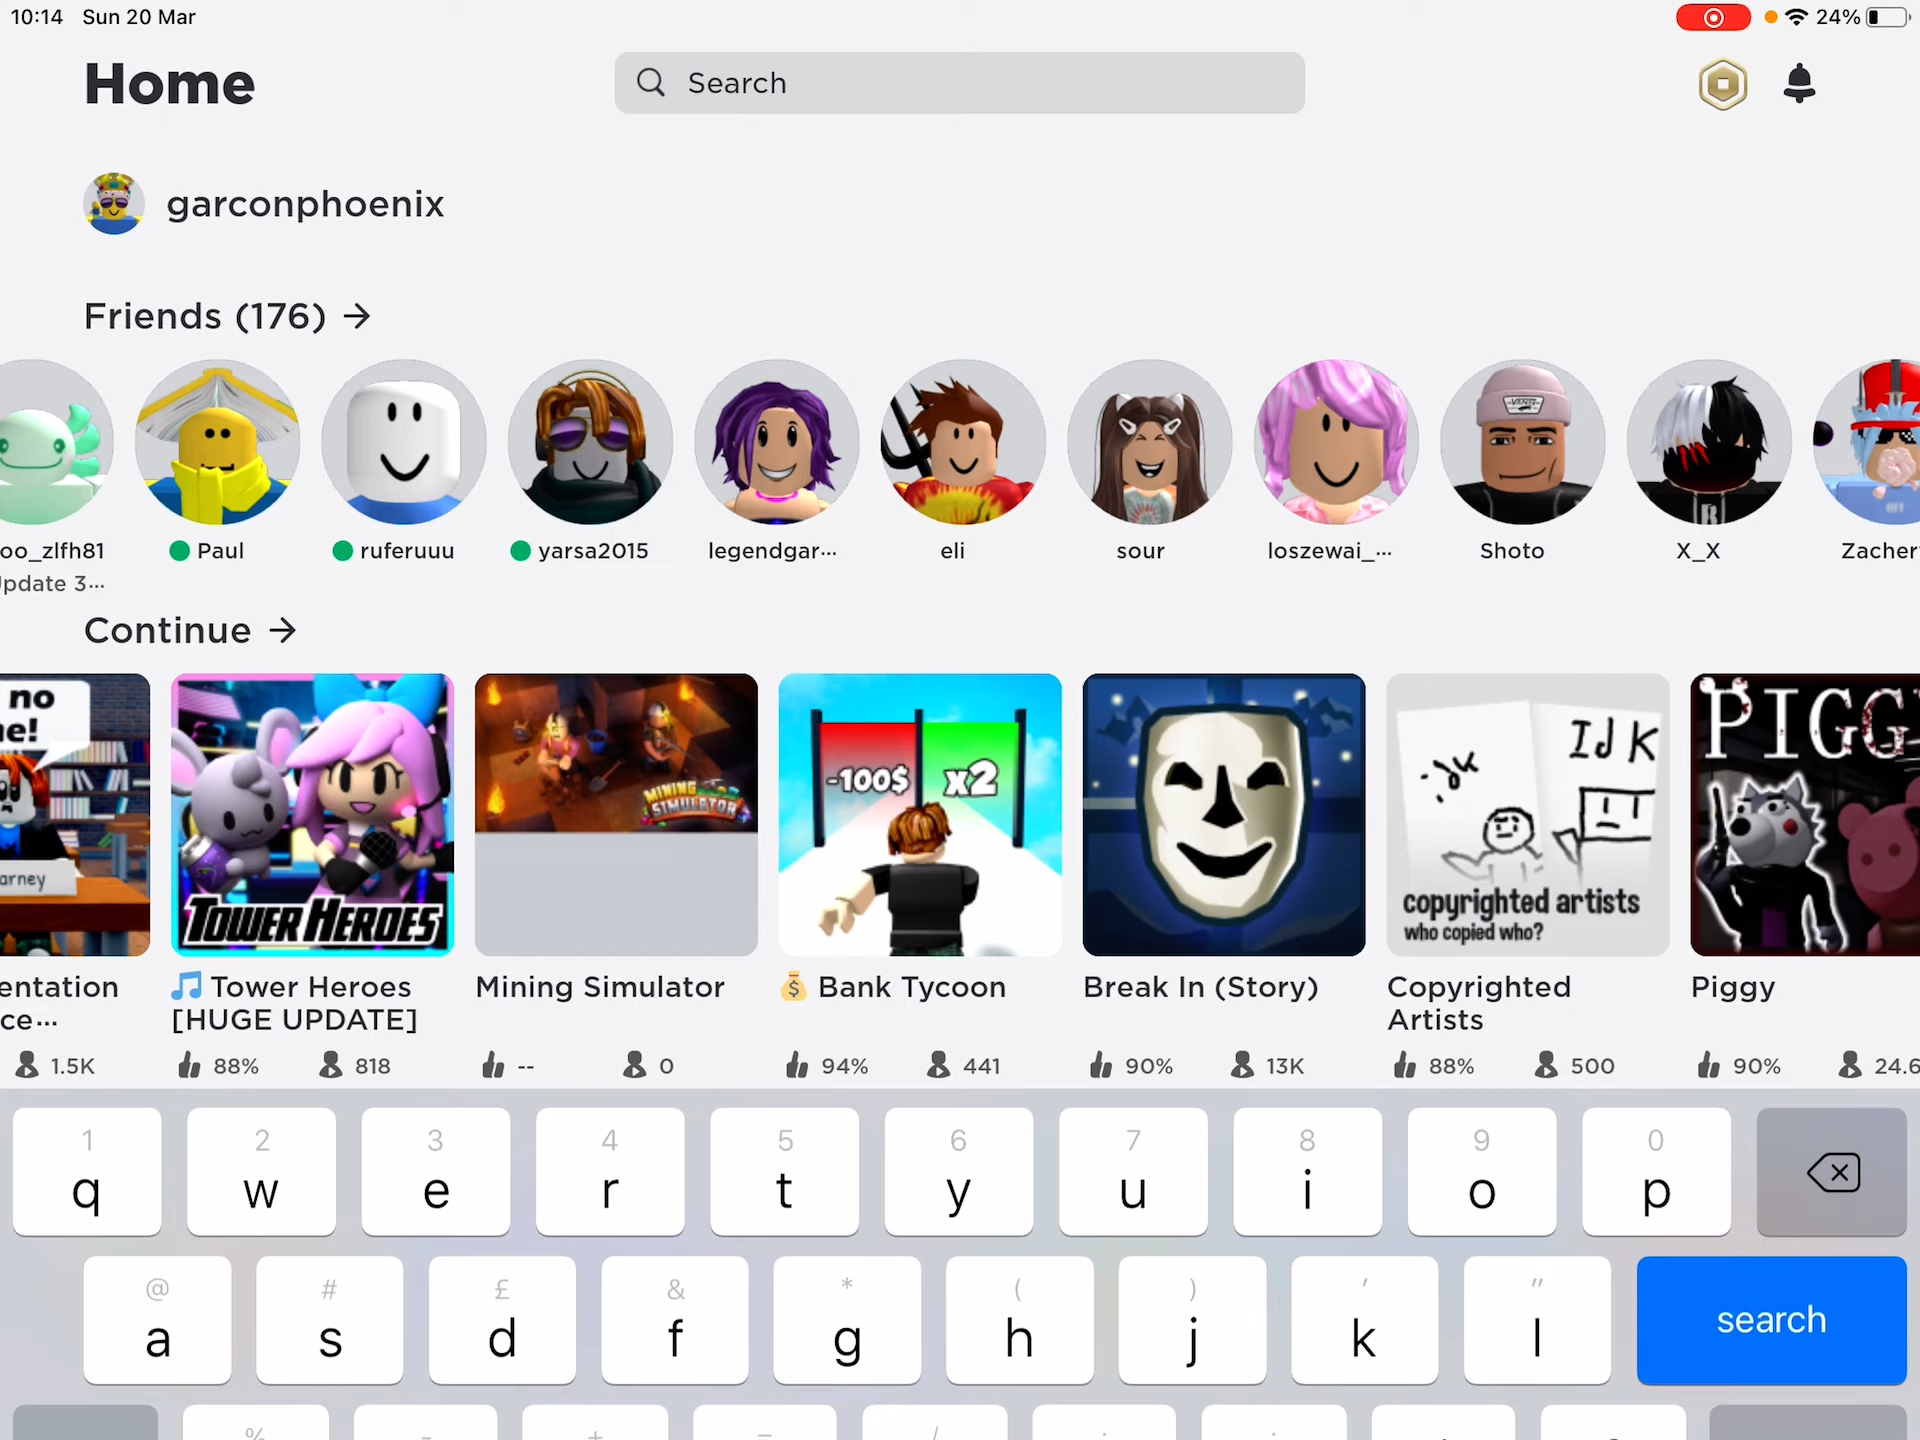 10:14 Sun 20 Mar
24%
Home
Search
garconphoenix
Friends (176) →
oo_zlfh81
Paul
ruferuuu
yarsa2015
legendgar...
eli
sour
loszewai_...
Shoto
X_X
Zacher
Update 3...
Continue →
no
me!
arney
TOWER HEROES
MINING SIMULATOR
-100$
x2
IJK
IJK
copyrighted artists
who copied who?
PIGG
entation
ce...
🎵 Tower Heroes
[HUGE UPDATE]
Mining Simulator
💰 Bank Tycoon
Break In (Story)
Copyrighted
Artists
Piggy
1.5K
88%
818
--
0
94%
441
90%
13K
88%
500
90%
24.6
1 2 3 4 5 6 7 8 9 0
q w e r t y u i o p
@ # £ & * ( ) ' "
a s d f g h j k l
search
% - + = /